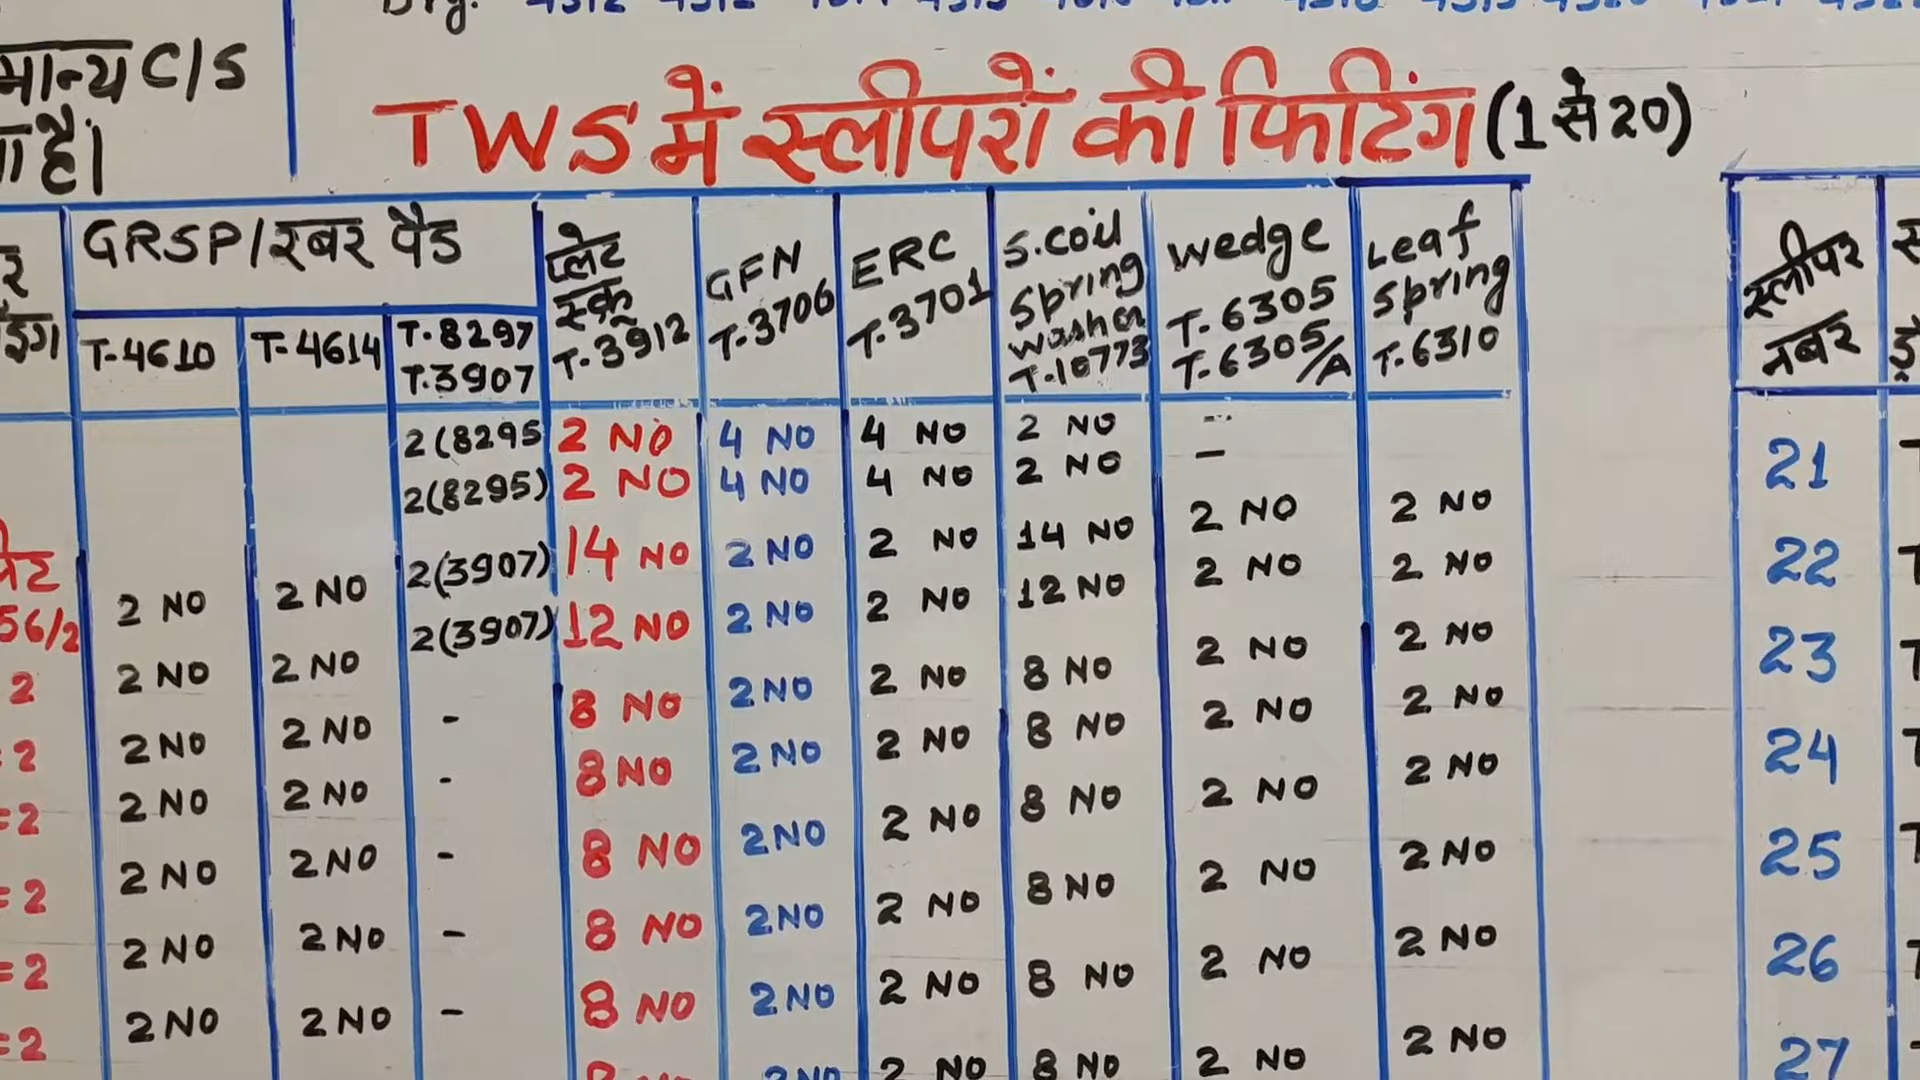 मान्य C/S
है।
TWS में स्लीपरों की फिटिंग (1 से 20)
GRSP/रबर पैड
T-4610
T-4614
T-8297
T.3907
प्लेट
स्क्रू
T-3912
GFN
T-3706
ERC
T-3701
S.coil
Spring
washer
T-10773
Wedge
T-6305
T-6305/A
Leaf
Spring
T-6310
स्लीपर
नंबर
2(8295 2 NO 4 NO 4 NO 2 NO --
2(8295) 2 NO 4 NO 4 NO 2 NO -
2(3907) 14 NO 2 NO 2 NO 14 NO 2 NO 2 NO
56/2 2 NO 2 NO 2(3907) 12 NO 2 NO 2 NO 12 NO 2 NO 2 NO
2 2 NO 2 NO - 8 NO 2 NO 2 NO 8 NO 2 NO 2 NO
=2 2 NO 2 NO - 8 NO 2 NO 2 NO 8 NO 2 NO 2 NO
=2 2 NO 2 NO - 8 NO 2 NO 2 NO 8 NO 2 NO 2 NO
=2 2 NO 2 NO - 8 NO 2 NO 2 NO 8 NO 2 NO 2 NO
=2 2 NO 2 NO - 8 NO 2 NO 2 NO 8 NO 2 NO 2 NO
=2 2 NO 2 NO - 2 NO 2 NO 8 NO 2 NO 2 NO
21
22
23
24
25
26
27